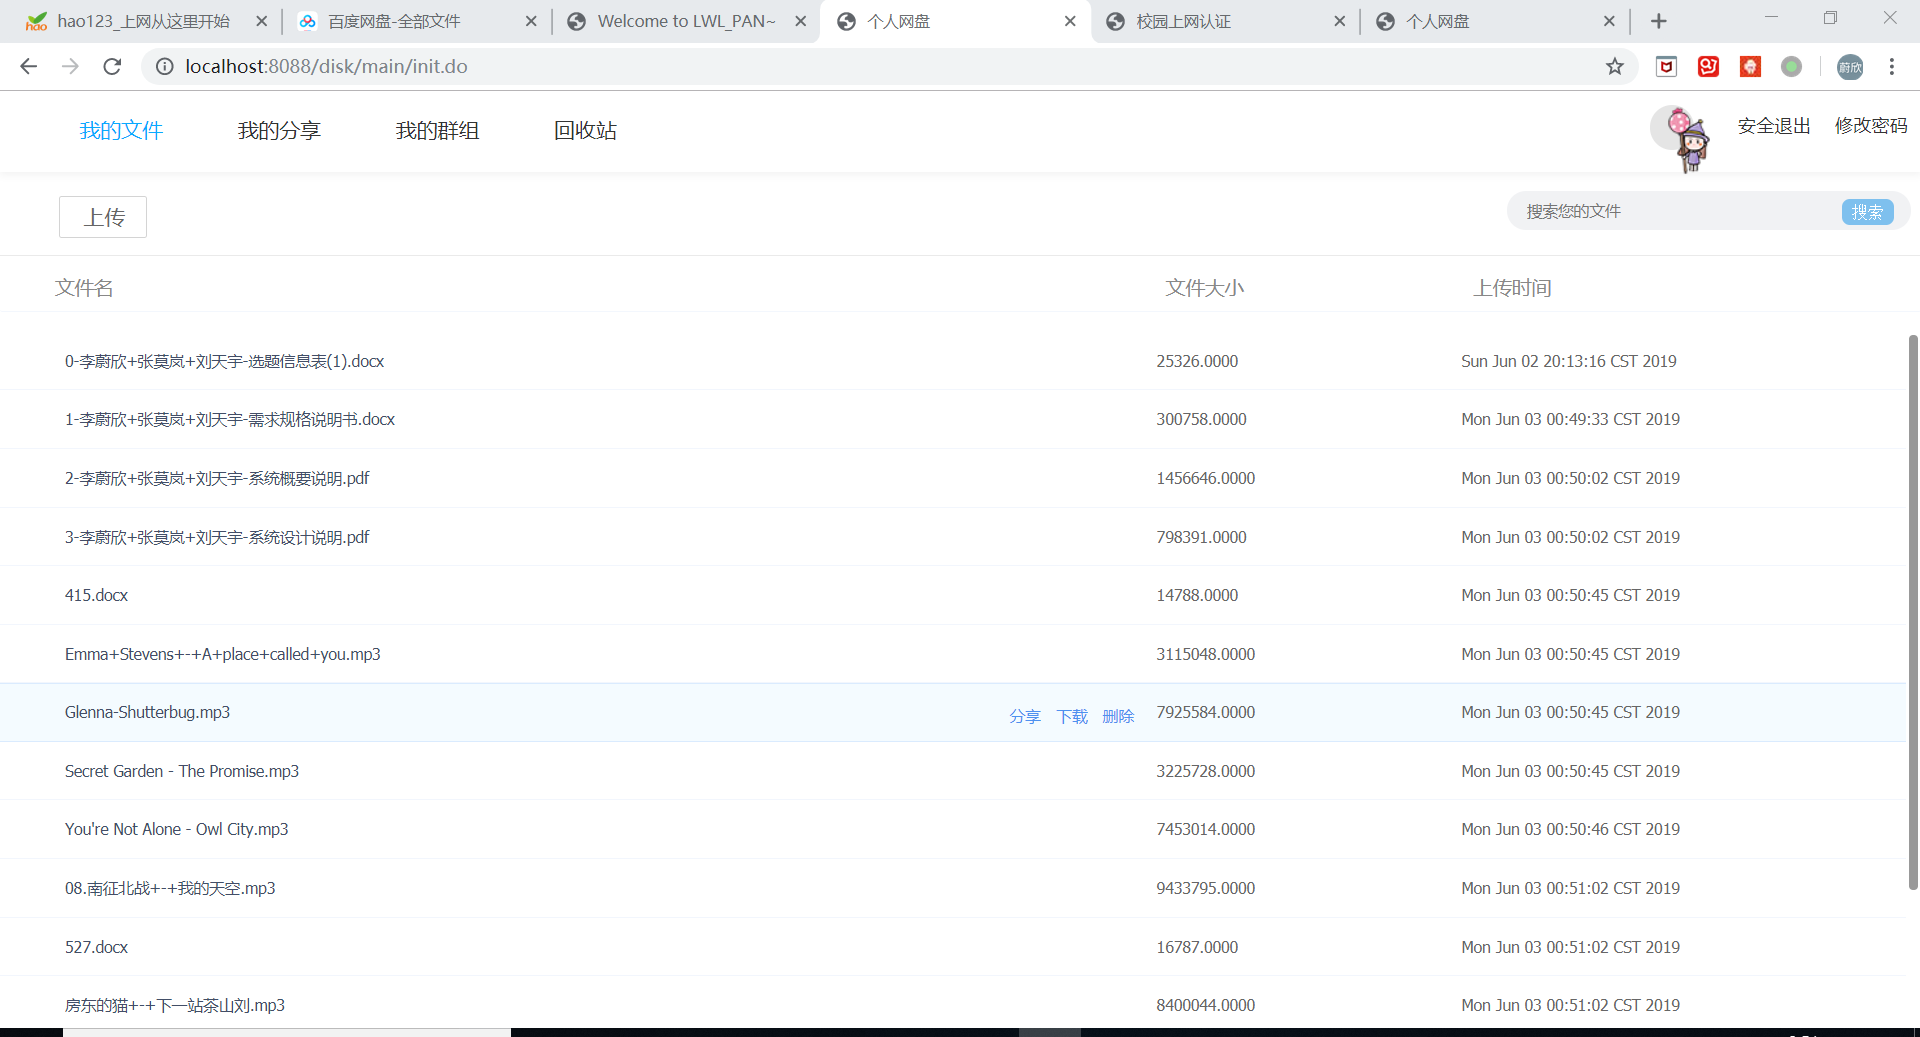 hao123_上网从这里开始 百度网盘-全部文件 Welcome to LWL_PAN~ 个人网盘 校园上网认证 个人网盘
localhost:8088/disk/main/init.do 蔚欣
我的文件 我的分享 我的群组 回收站 安全退出 修改密码
上传 搜索您的文件 搜索
文件名 文件大小 上传时间
0-李蔚欣+张莫岚+刘天宇-选题信息表(1).docx 25326.0000 Sun Jun 02 20:13:16 CST 2019
1-李蔚欣+张莫岚+刘天宇-需求规格说明书.docx 300758.0000 Mon Jun 03 00:49:33 CST 2019
2-李蔚欣+张莫岚+刘天宇-系统概要说明.pdf 1456646.0000 Mon Jun 03 00:50:02 CST 2019
3-李蔚欣+张莫岚+刘天宇-系统设计说明.pdf 798391.0000 Mon Jun 03 00:50:02 CST 2019
415.docx 14788.0000 Mon Jun 03 00:50:45 CST 2019
Emma+Stevens+-+A+place+called+you.mp3 3115048.0000 Mon Jun 03 00:50:45 CST 2019
Glenna-Shutterbug.mp3 分享 下载 删除 7925584.0000 Mon Jun 03 00:50:45 CST 2019
Secret Garden - The Promise.mp3 3225728.0000 Mon Jun 03 00:50:45 CST 2019
You're Not Alone - Owl City.mp3 7453014.0000 Mon Jun 03 00:50:46 CST 2019
08.南征北战+-+我的天空.mp3 9433795.0000 Mon Jun 03 00:51:02 CST 2019
527.docx 16787.0000 Mon Jun 03 00:51:02 CST 2019
房东的猫+-+下一站茶山刘.mp3 8400044.0000 Mon Jun 03 00:51:02 CST 2019